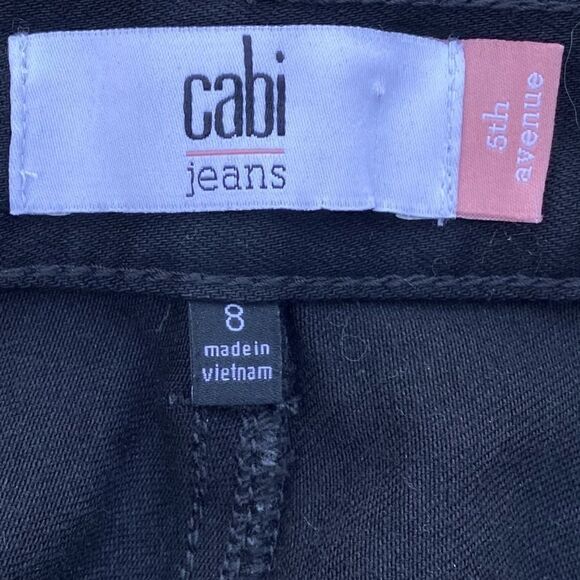 cabi
jeans
5th
avenue
8
made in
vietnam